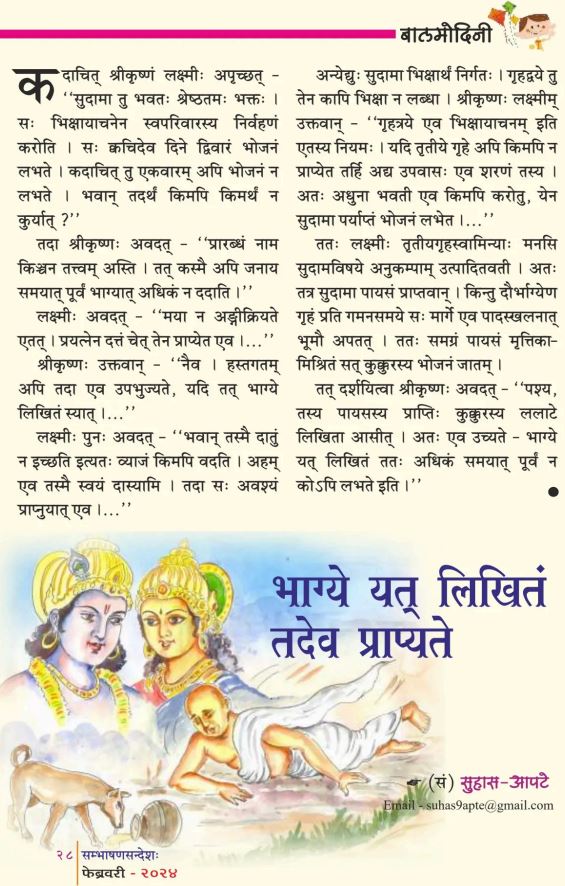 बालमोदिनी
कदाचित् श्रीकृष्णं लक्ष्मीः अपृच्छत् -
‘‘सुदामा तु भवतः श्रेष्ठतमः भक्तः ।
सः भिक्षायाचनेन स्वपरिवारस्य निर्वहणं
करोति । सः क्वचिदेव दिने द्विवारं भोजनं
लभते । कदाचित् तु एकवारम् अपि भोजनं न
लभते । भवान् तदर्थं किमपि किमर्थं न
कुर्यात् ?’’
तदा श्रीकृष्णः अवदत् - ‘‘प्रारब्धं नाम
किञ्चन तत्त्वम् अस्ति । तत् कस्मै अपि जनाय
समयात् पूर्वं भाग्यात् अधिकं न ददाति ।’’
लक्ष्मीः अवदत् - ‘‘मया न अङ्गीक्रियते
एतत् । प्रयत्नेन दत्तं चेत् तेन प्राप्येत एव ।...’’
श्रीकृष्णः उक्तवान् - ‘‘नैव । हस्तगतम्
अपि तदा एव उपभुज्यते, यदि तत् भाग्ये
लिखितं स्यात् ।...’’
लक्ष्मीः पुनः अवदत् - ‘‘भवान् तस्मै दातुं
न इच्छति इत्यतः व्याजं किमपि वदति । अहम्
एव तस्मै स्वयं दास्यामि । तदा सः अवश्यं
प्राप्नुयात् एव ।...’’
अन्येद्युः सुदामा भिक्षार्थं निर्गतः । गृहद्वये तु
तेन कापि भिक्षा न लब्धा । श्रीकृष्णः लक्ष्मीम्
उक्तवान् - ‘‘गृहत्रये एव भिक्षायाचनम् इति
एतस्य नियमः । यदि तृतीये गृहे अपि किमपि न
प्राप्येत तर्हि अद्य उपवासः एव शरणं तस्य ।
अतः अधुना भवती एव किमपि करोतु, येन
सुदामा पर्याप्तं भोजनं लभेत ।...’’
ततः लक्ष्मीः तृतीयगृहस्वामिन्याः मनसि
सुदामविषये अनुकम्पाम् उत्पादितवती । अतः
तत्र सुदामा पायसं प्राप्तवान् । किन्तु दौर्भाग्येण
गृहं प्रति गमनसमये सः मार्गे एव पादस्खलनात्
भूमौ अपतत् । ततः समग्रं पायसं मृत्तिका-
मिश्रितं सत् कुक्कुरस्य भोजनं जातम् ।
तत् दर्शयित्वा श्रीकृष्णः अवदत् - ‘‘पश्य,
तस्य पायसस्य प्राप्तिः कुक्कुरस्य ललाटे
लिखिता आसीत् । अतः एव उच्यते - भाग्ये
यत् लिखितं ततः अधिकं समयात् पूर्वं न
कोऽपि लभते इति ।’’
भाग्ये यत् लिखितं
तदेव प्राप्यते
(सं) सुहास-आपटे
Email - suhas9apte@gmail.com
२८ सम्भाषणसन्देशः
फेब्रवरी - २०२४